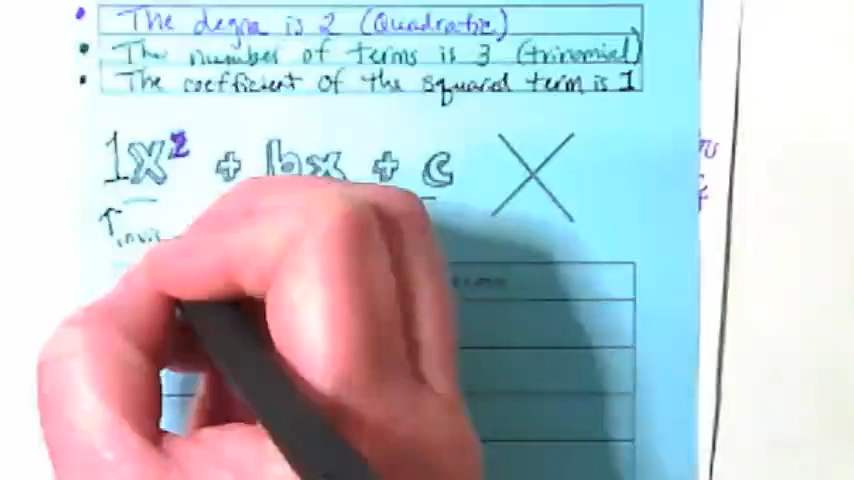 • The degree is 2 (Quadratic)
• The number of terms is 3 (trinomial)
• The coefficient of the squared term is 1
1x² + bx + c
invis